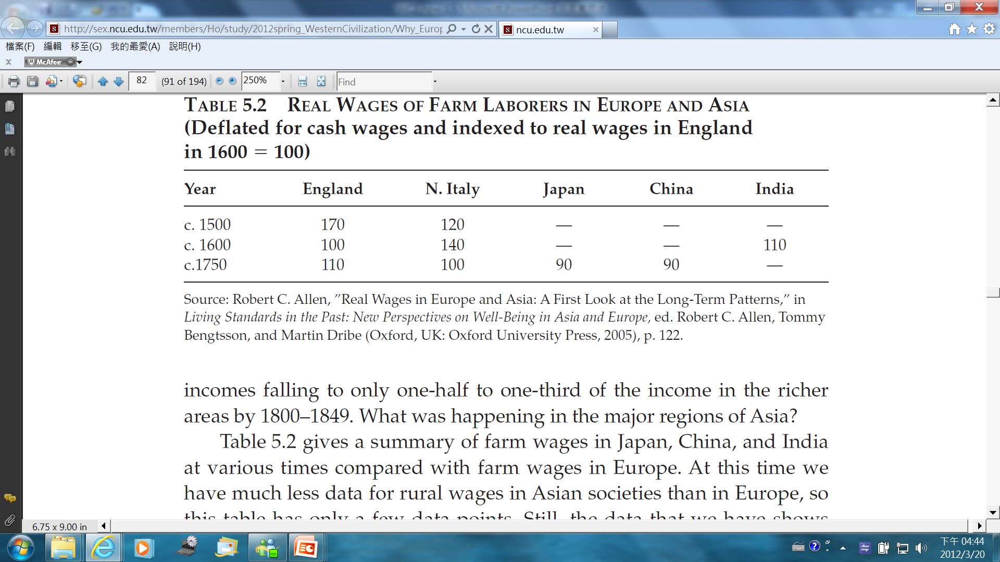 http://sex.ncu.edu.tw/members/Ho/study/2012spring_WesternCivilization/Why_Europ
ncu.edu.tw
檔案(F) 編輯 移至(G) 我的最愛(A) 說明(H)
McAfee
82 (91 of 194) 250% Find
TABLE 5.2 REAL WAGES OF FARM LABORERS IN EUROPE AND ASIA
(Deflated for cash wages and indexed to real wages in England
in 1600 = 100)
Year England N. Italy Japan China India
c. 1500 170 120 — — —
c. 1600 100 140 — — 110
c.1750 110 100 90 90 —
Source: Robert C. Allen, ″Real Wages in Europe and Asia: A First Look at the Long-Term Patterns,” in
Living Standards in the Past: New Perspectives on Well-Being in Asia and Europe, ed. Robert C. Allen, Tommy
Bengtsson, and Martin Dribe (Oxford, UK: Oxford University Press, 2005), p. 122.
incomes falling to only one-half to one-third of the income in the richer
areas by 1800–1849. What was happening in the major regions of Asia?
Table 5.2 gives a summary of farm wages in Japan, China, and India
at various times compared with farm wages in Europe. At this time we
have much less data for rural wages in Asian societies than in Europe, so
this table has only a few data points. Still, the data that we have shows
6.75 x 9.00 in
下午 04:44
2012/3/20